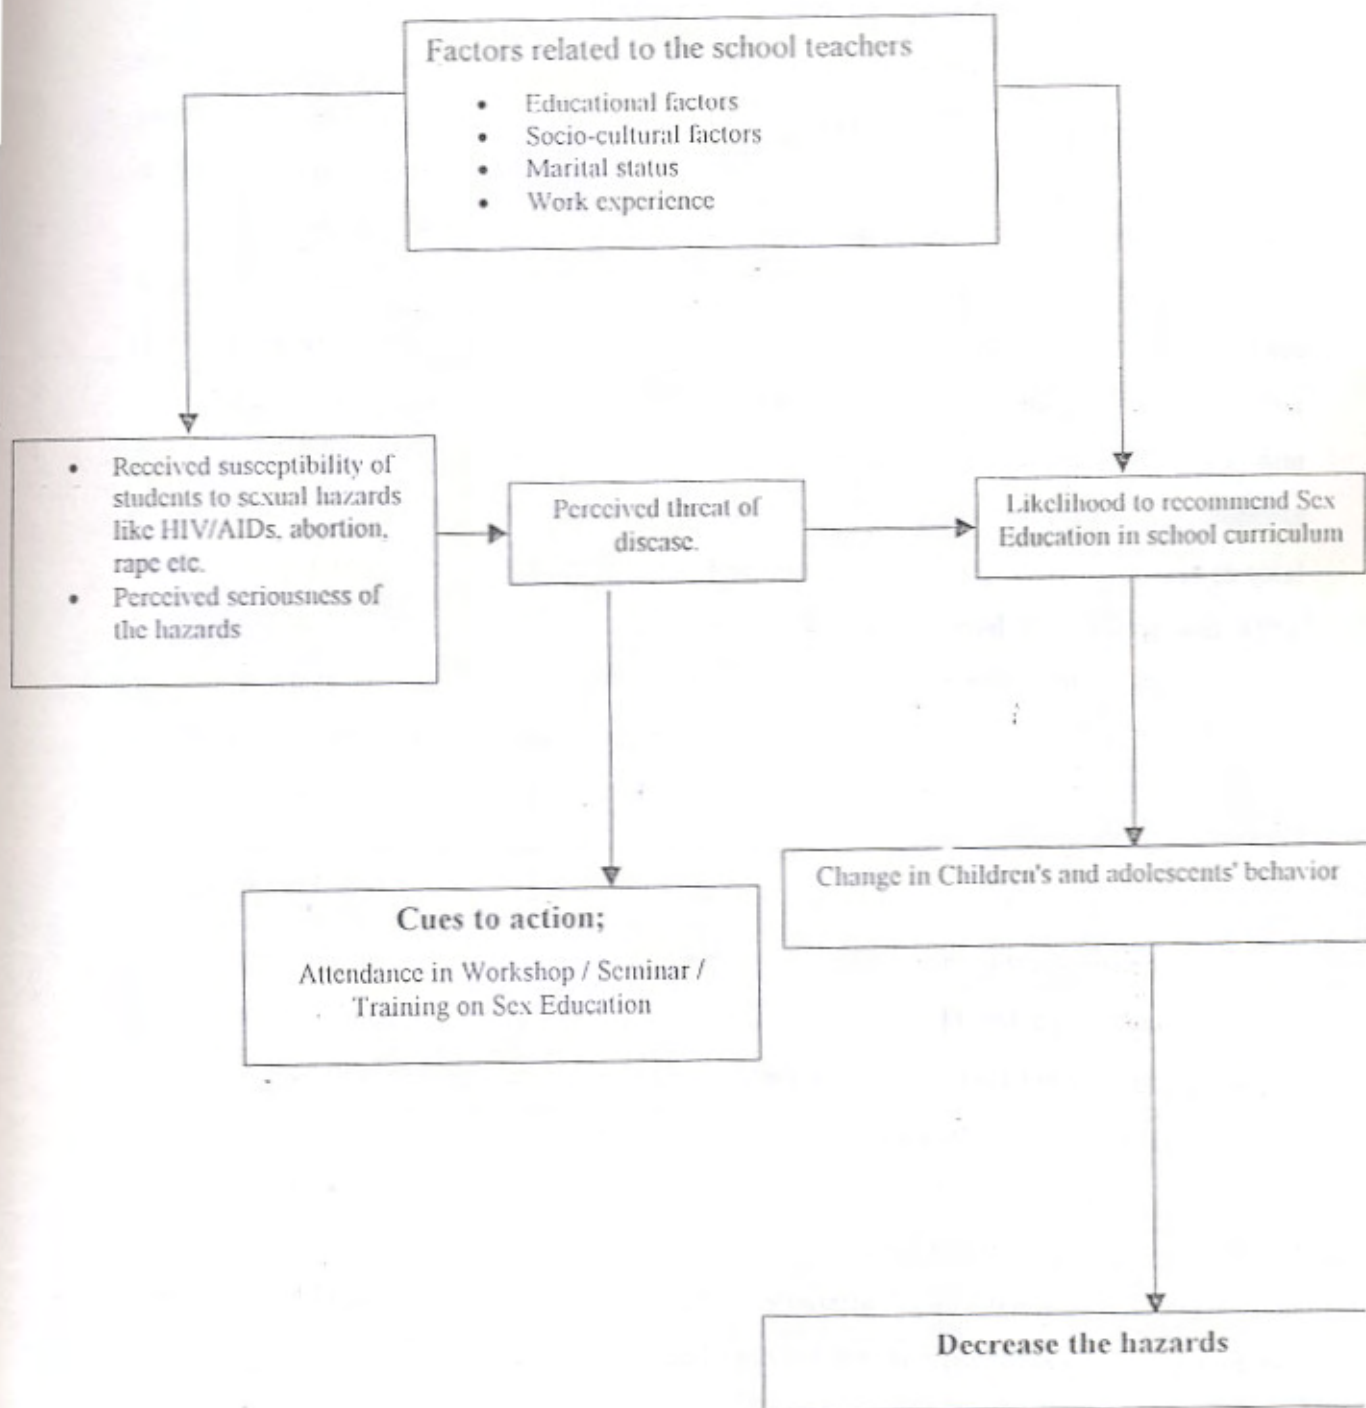 Factors related to the school teachers
• Educational factors
• Socio-cultural factors
• Marital status
• Work experience
• Received susceptibility of
students to sexual hazards
like HIV/AIDs, abortion,
rape etc.
• Perceived seriousness of
the hazards
Perceived threat of
disease.
Likelihood to recommend Sex
Education in school curriculum
Cues to action;
Attendance in Workshop / Seminar /
Training on Sex Education
Change in Children's and adolescents' behavior
Decrease the hazards